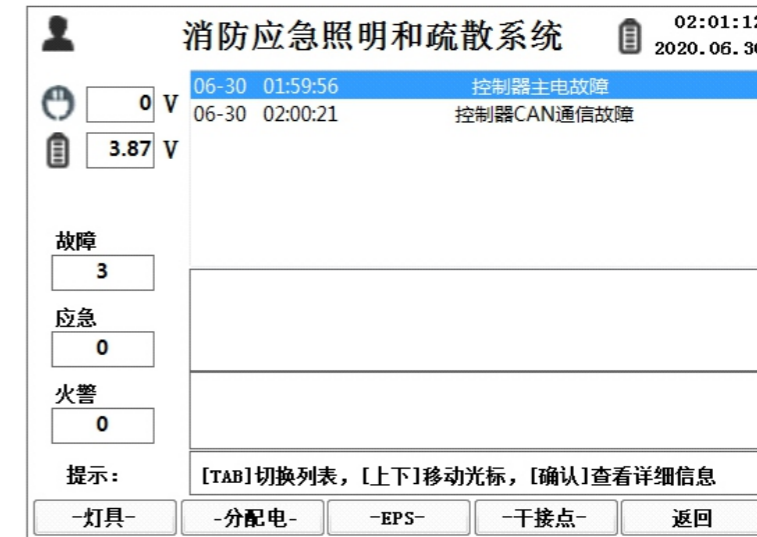 消防应急照明和疏散系统
02:01:12
2020.06.30
0 V
3.87 V
06-30 01:59:56 控制器主电故障
06-30 02:00:21 控制器CAN通信故障
故障
3
应急
0
火警
0
提示：
[TAB]切换列表，[上下]移动光标，[确认]查看详细信息
-灯具-
-分配电-
-EPS-
-干接点-
返回